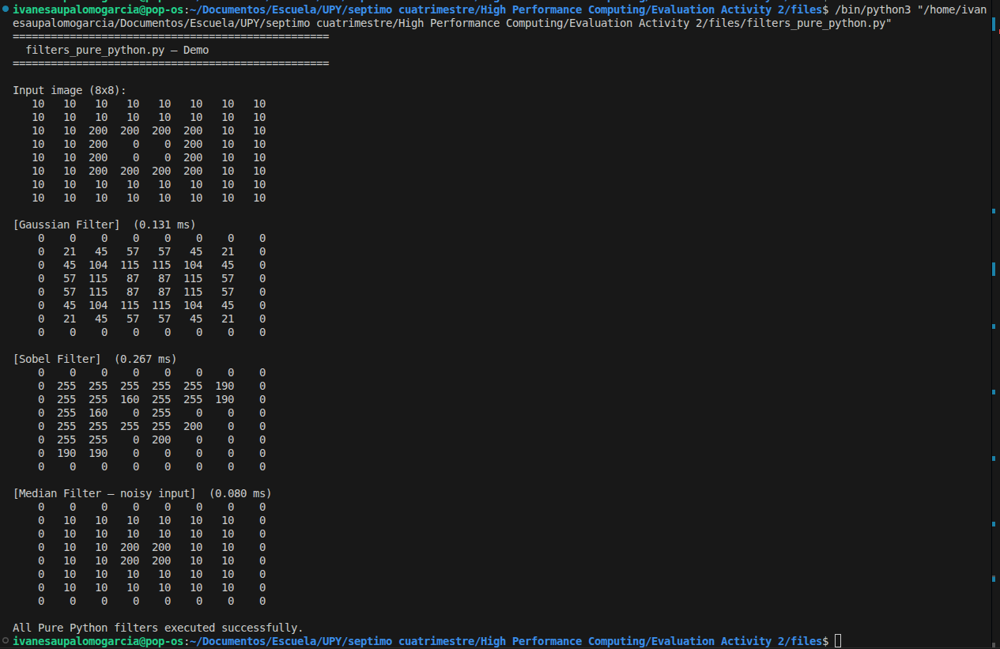 ivanesaupalomogarcia@pop-os:~/Documentos/Escuela/UPY/septimo cuatrimestre/High Performance Computing/Evaluation Activity 2/files$ /bin/python3 "/home/ivan
esaupalomogarcia/Documentos/Escuela/UPY/septimo cuatrimestre/High Performance Computing/Evaluation Activity 2/files/filters_pure_python.py"
==================================================
  filters_pure_python.py — Demo
==================================================

Input image (8x8):
   10   10   10   10   10   10   10   10
   10   10   10   10   10   10   10   10
   10   10  200  200  200  200   10   10
   10   10  200    0    0  200   10   10
   10   10  200    0    0  200   10   10
   10   10  200  200  200  200   10   10
   10   10   10   10   10   10   10   10
   10   10   10   10   10   10   10   10

[Gaussian Filter]  (0.131 ms)
    0    0    0    0    0    0    0    0
    0   21   45   57   57   45   21    0
    0   45  104  115  115  104   45    0
    0   57  115   87   87  115   57    0
    0   57  115   87   87  115   57    0
    0   45  104  115  115  104   45    0
    0   21   45   57   57   45   21    0
    0    0    0    0    0    0    0    0

[Sobel Filter]  (0.267 ms)
    0    0    0    0    0    0    0    0
    0  255  255  255  255  255  190    0
    0  255  255  160  255  255  190    0
    0  255  160    0  255    0    0    0
    0  255  255  255  255  200    0    0
    0  255  255    0  200    0    0    0
    0  190  190    0    0    0    0    0
    0    0    0    0    0    0    0    0

[Median Filter — noisy input]  (0.080 ms)
    0    0    0    0    0    0    0    0
    0   10   10   10   10   10   10    0
    0   10   10   10   10   10   10    0
    0   10   10  200  200   10   10    0
    0   10   10  200  200   10   10    0
    0   10   10   10   10   10   10    0
    0   10   10   10   10   10   10    0
    0    0    0    0    0    0    0    0

All Pure Python filters executed successfully.
ivanesaupalomogarcia@pop-os:~/Documentos/Escuela/UPY/septimo cuatrimestre/High Performance Computing/Evaluation Activity 2/files$